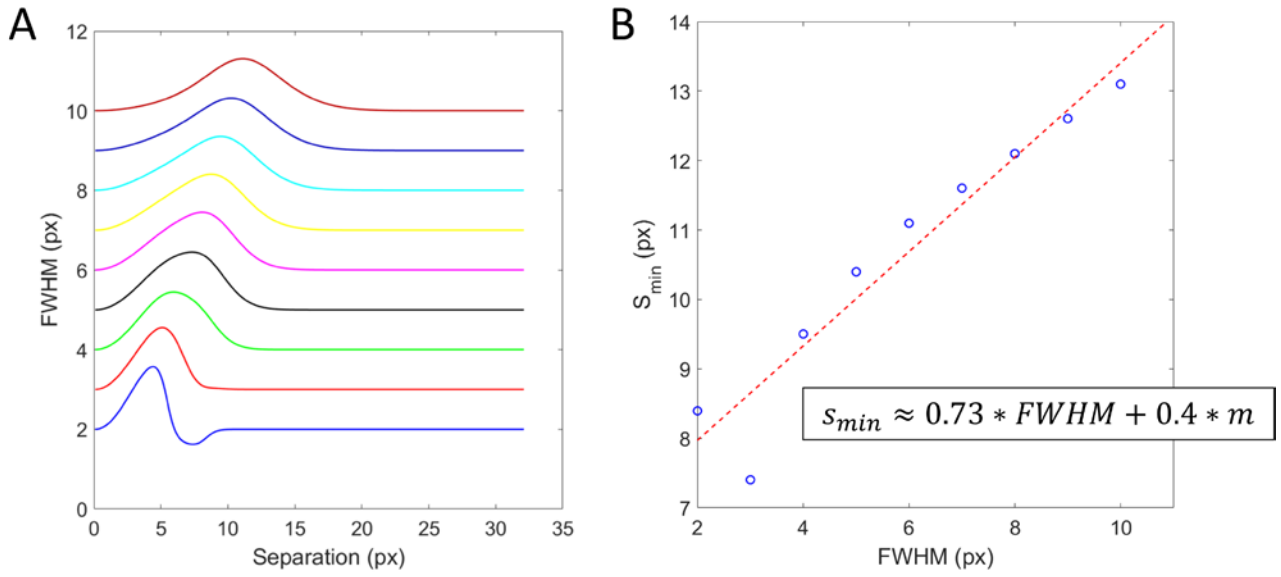 A
12
10
8
6
4
2
0
FWHM (px)
0 5 10 15 20 25 30 35
Separation (px)
B
14
13
12
11
10
9
8
7
S_min (px)
s_min ≈ 0.73 * FWHM + 0.4 * m
2 4 6 8 10
FWHM (px)